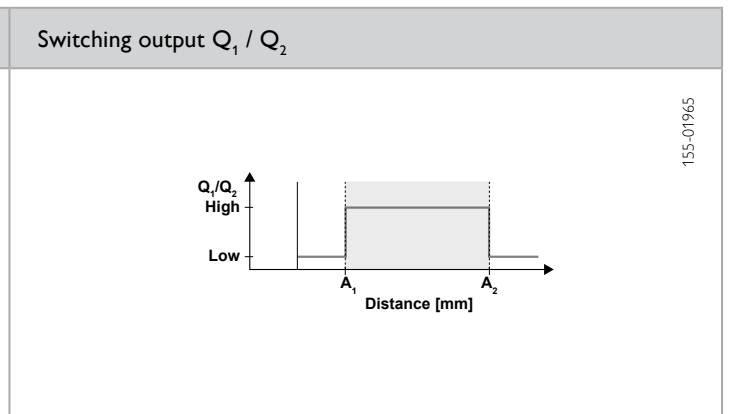 Switching output Q₁ / Q₂
155-01965
Q₁/Q₂
High
Low
A₁ A₂
Distance [mm]